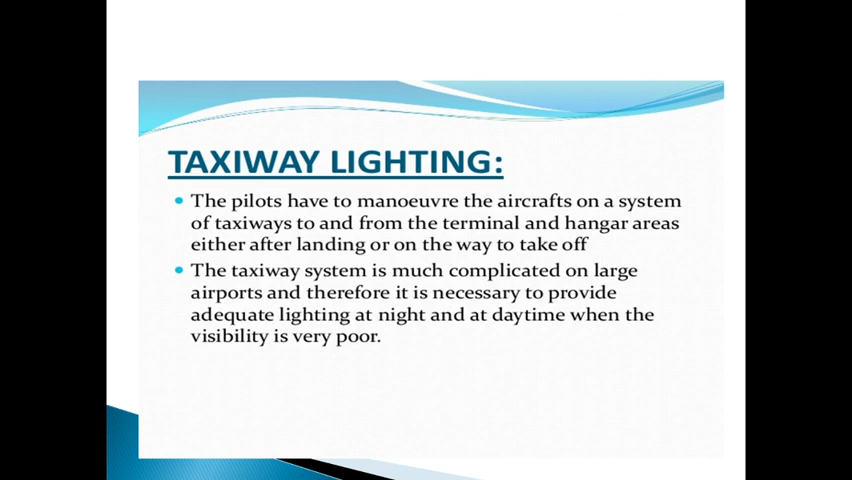 TAXIWAY LIGHTING:
• The pilots have to manoeuvre the aircrafts on a system
of taxiways to and from the terminal and hangar areas
either after landing or on the way to take off
• The taxiway system is much complicated on large
airports and therefore it is necessary to provide
adequate lighting at night and at daytime when the
visibility is very poor.